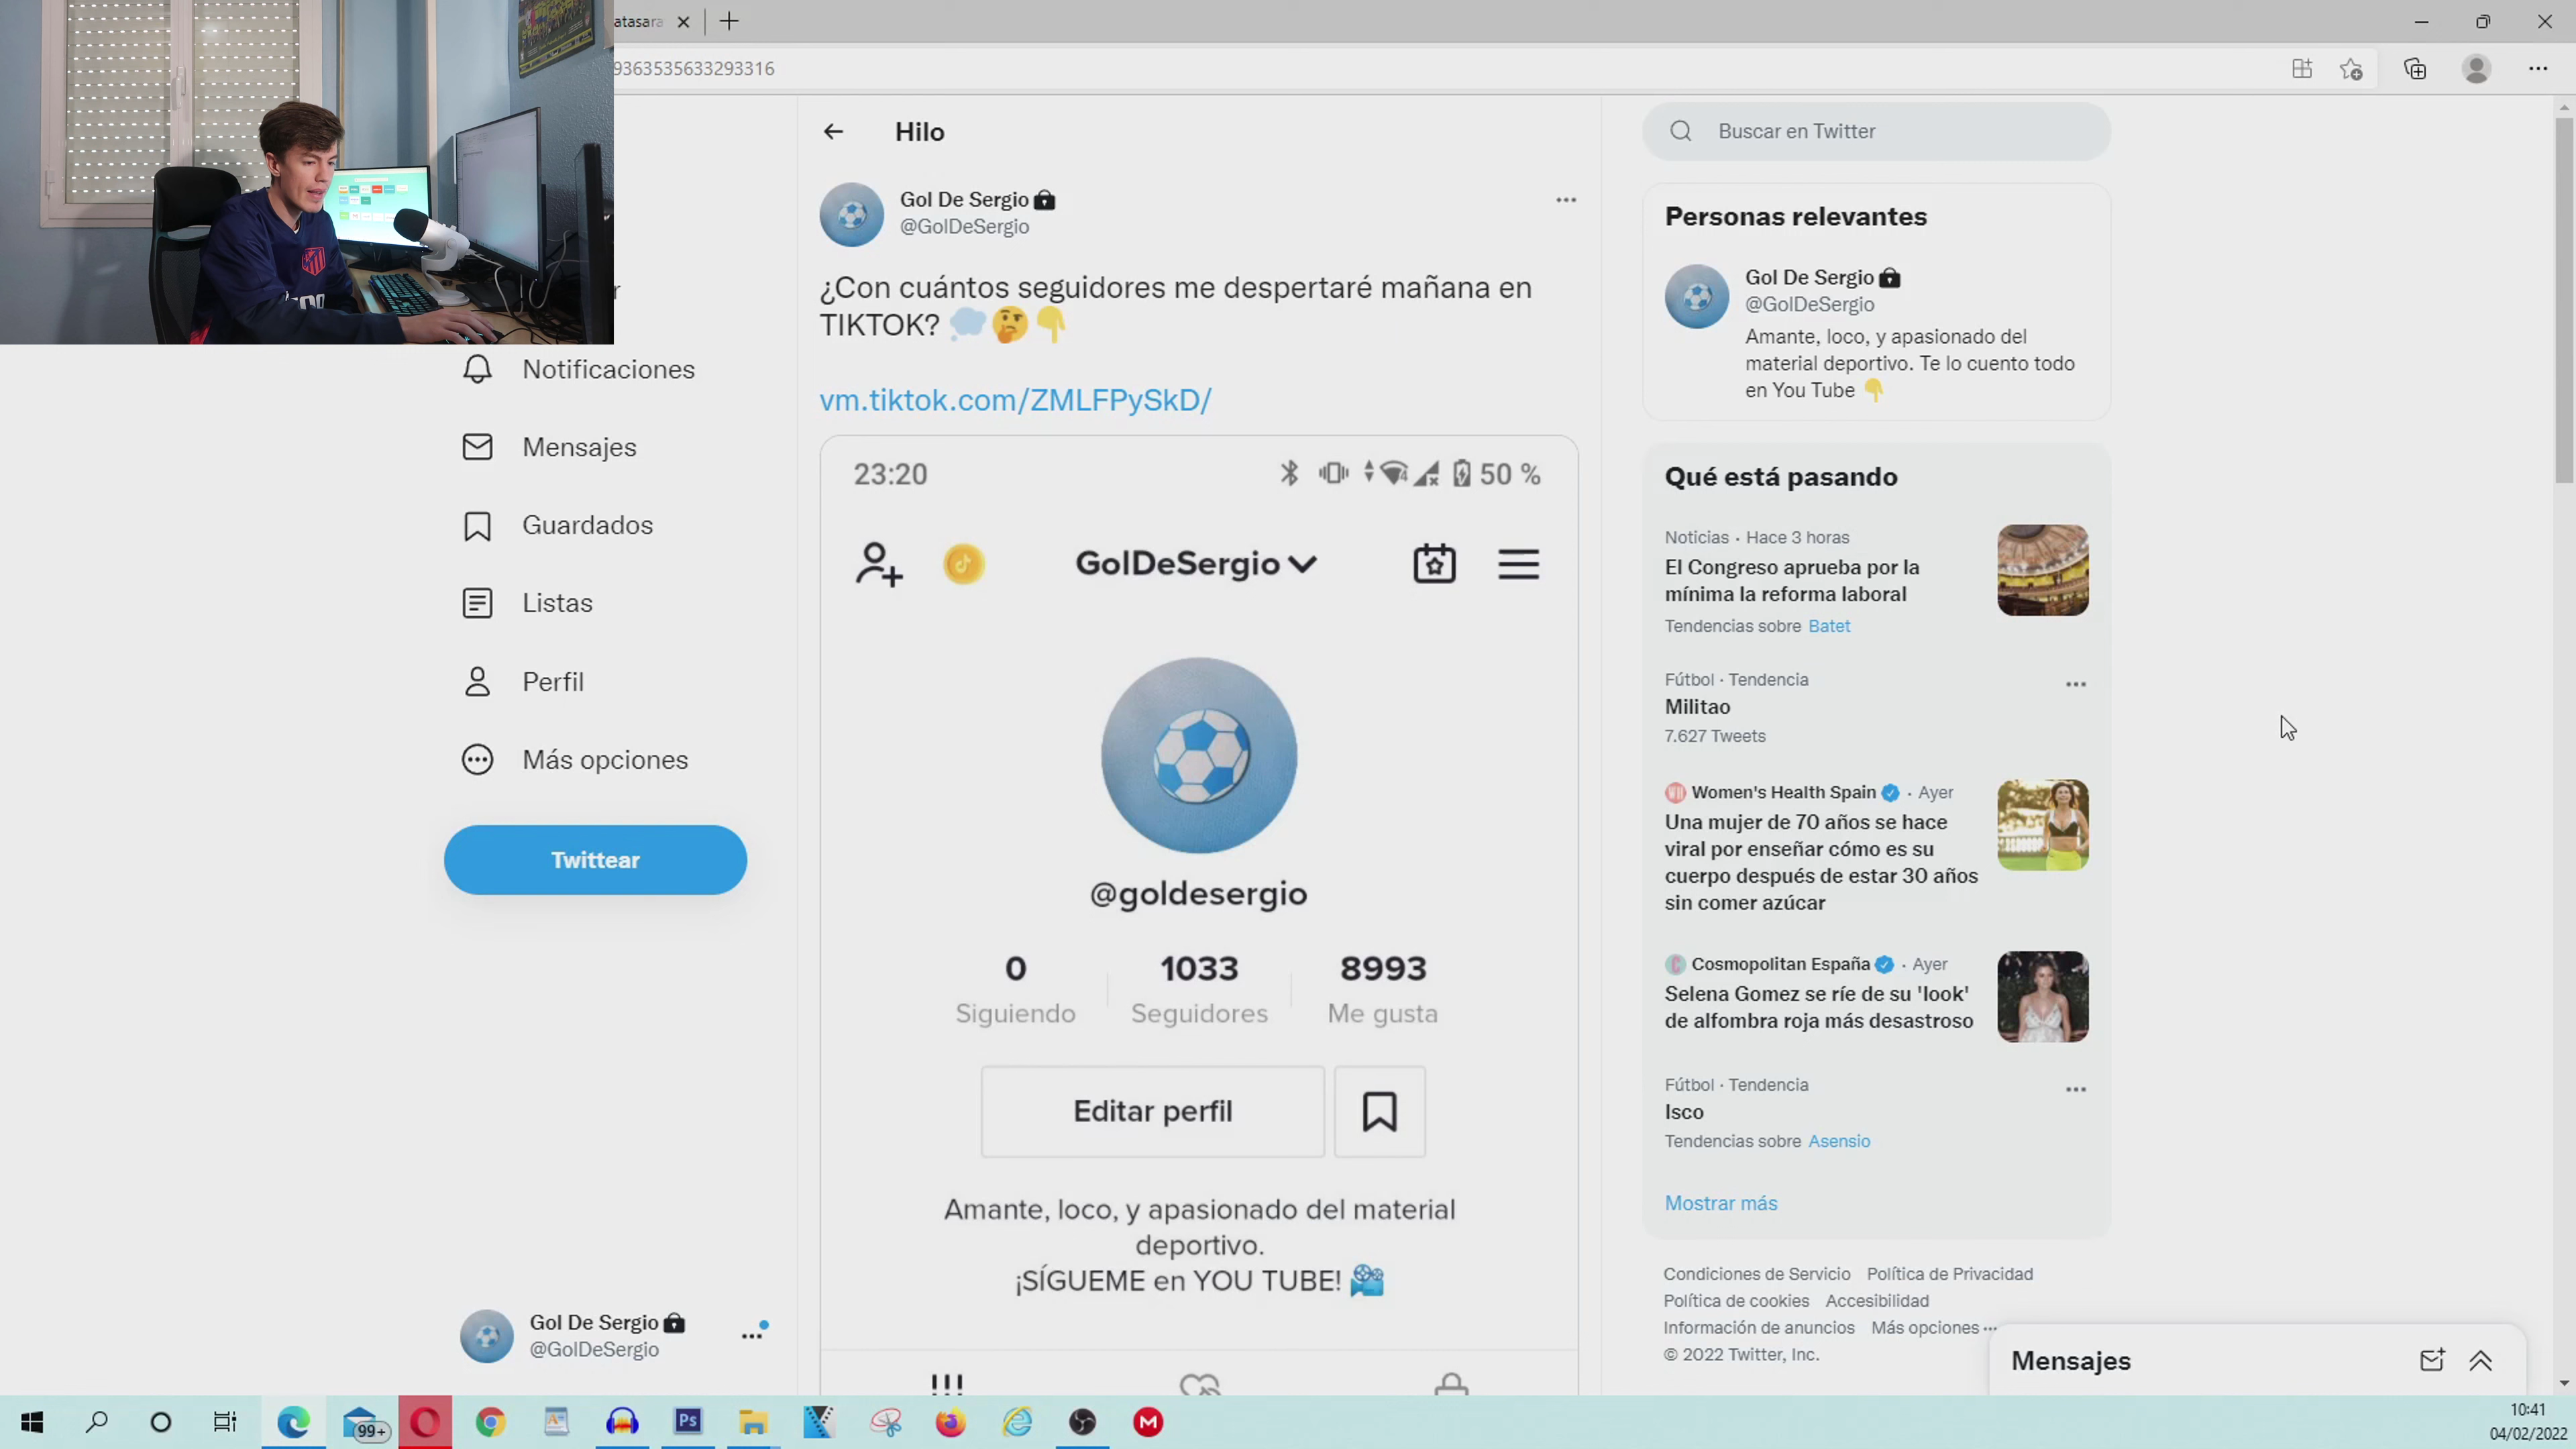 atasara
9363535633293316
Hilo
Buscar en Twitter
Gol De Sergio
@GolDeSergio
¿Con cuántos seguidores me despertaré mañana en
TIKTOK? 💭🤔👇
vm.tiktok.com/ZMLFPySkD/
23:20
50 %
GolDeSergio
@goldesergio
0
1033
8993
Siguiendo
Seguidores
Me gusta
Editar perfil
Amante, loco, y apasionado del material
deportivo.
¡SÍGUEME en YOU TUBE! 🎥
Notificaciones
Mensajes
Guardados
Listas
Perfil
Más opciones
Twittear
Gol De Sergio
@GolDeSergio
Personas relevantes
Gol De Sergio
@GolDeSergio
Amante, loco, y apasionado del
material deportivo. Te lo cuento todo
en You Tube 👇
Qué está pasando
Noticias · Hace 3 horas
El Congreso aprueba por la
mínima la reforma laboral
Tendencias sobre Batet
Fútbol · Tendencia
Militao
7.627 Tweets
Women's Health Spain · Ayer
Una mujer de 70 años se hace
viral por enseñar cómo es su
cuerpo después de estar 30 años
sin comer azúcar
Cosmopolitan España · Ayer
Selena Gomez se ríe de su 'look'
de alfombra roja más desastroso
Fútbol · Tendencia
Isco
Tendencias sobre Asensio
Mostrar más
Condiciones de Servicio Política de Privacidad
Política de cookies Accesibilidad
Información de anuncios Más opciones ···
© 2022 Twitter, Inc.
Mensajes
99+
Ps
10:41
04/02/2022